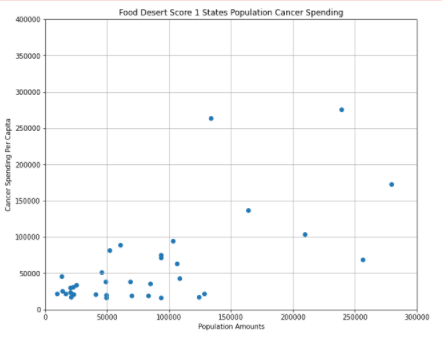 Food Desert Score 1 States Population Cancer Spending
400000
350000
300000
250000
200000
150000
100000
50000
0
Cancer Spending Per Capita
0 50000 100000 150000 200000 250000 300000
Population Amounts